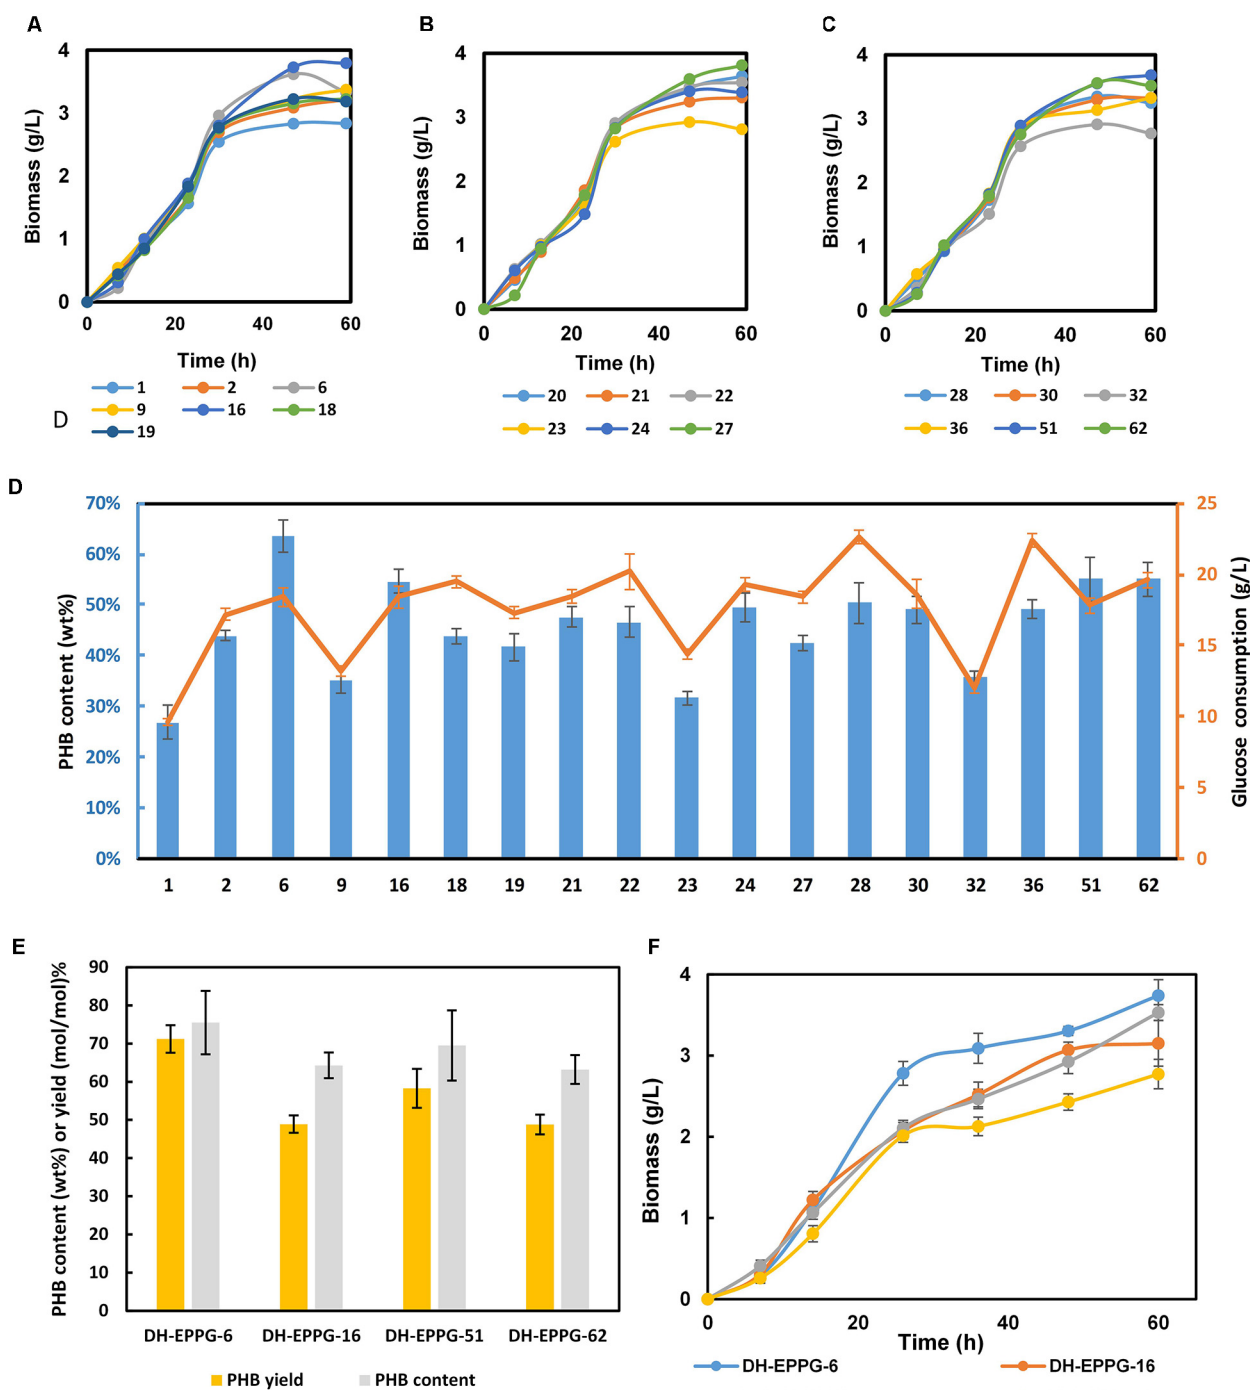 A
B
C
4
3
2
1
0
0 20 40 60
Biomass (g/L)
Time (h)
1 2 6
9 16 18
19
4
3
2
1
0
0 20 40 60
Biomass (g/L)
Time (h)
20 21 22
23 24 27
4
3
2
1
0
0 20 40 60
Biomass (g/L)
Time (h)
28 30 32
36 51 62
D
D
70%
60%
50%
40%
30%
20%
10%
0%
PHB content (wt%)
25
20
15
10
5
0
Glucose consumption (g/L)
1 2 6 9 16 18 19 21 22 23 24 27 28 30 32 36 51 62
E
90
80
70
60
50
40
30
20
10
0
PHB content (wt%) or yield (mol/mol)%
DH-EPPG-6 DH-EPPG-16 DH-EPPG-51 DH-EPPG-62
PHB yield PHB content
F
4
3
2
1
0
Biomass (g/L)
0 20 40 60
Time (h)
DH-EPPG-6 DH-EPPG-16